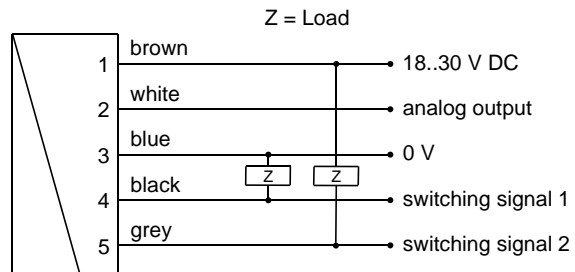 Z = Load
1 brown 18..30 V DC
2 white analog output
3 blue 0 V
Z Z
4 black switching signal 1
5 grey switching signal 2